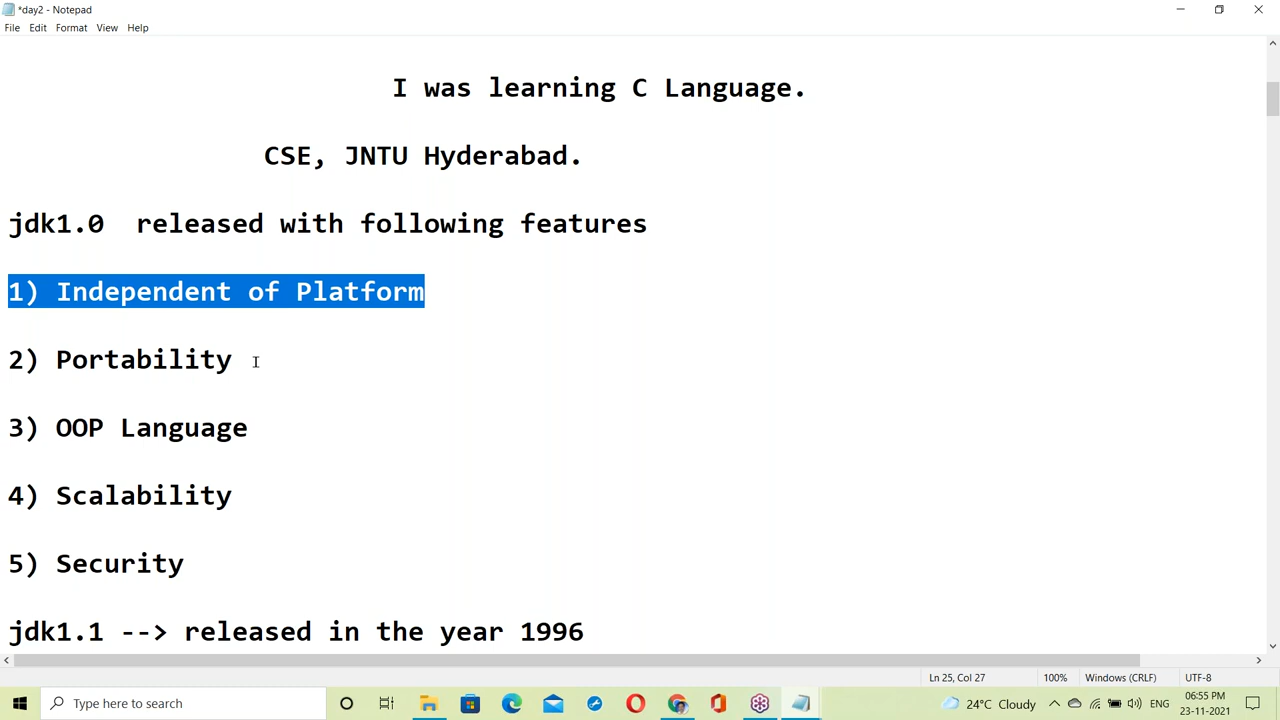 *day2 - Notepad
File Edit Format View Help
I was learning C Language.
CSE, JNTU Hyderabad.
jdk1.0 released with following features
1) Independent of Platform
2) Portability
3) OOP Language
4) Scalability
5) Security
jdk1.1 --> released in the year 1996
Ln 25, Col 27 100% Windows (CRLF) UTF-8
Type here to search 24°C Cloudy ENG 06:55 PM
23-11-2021